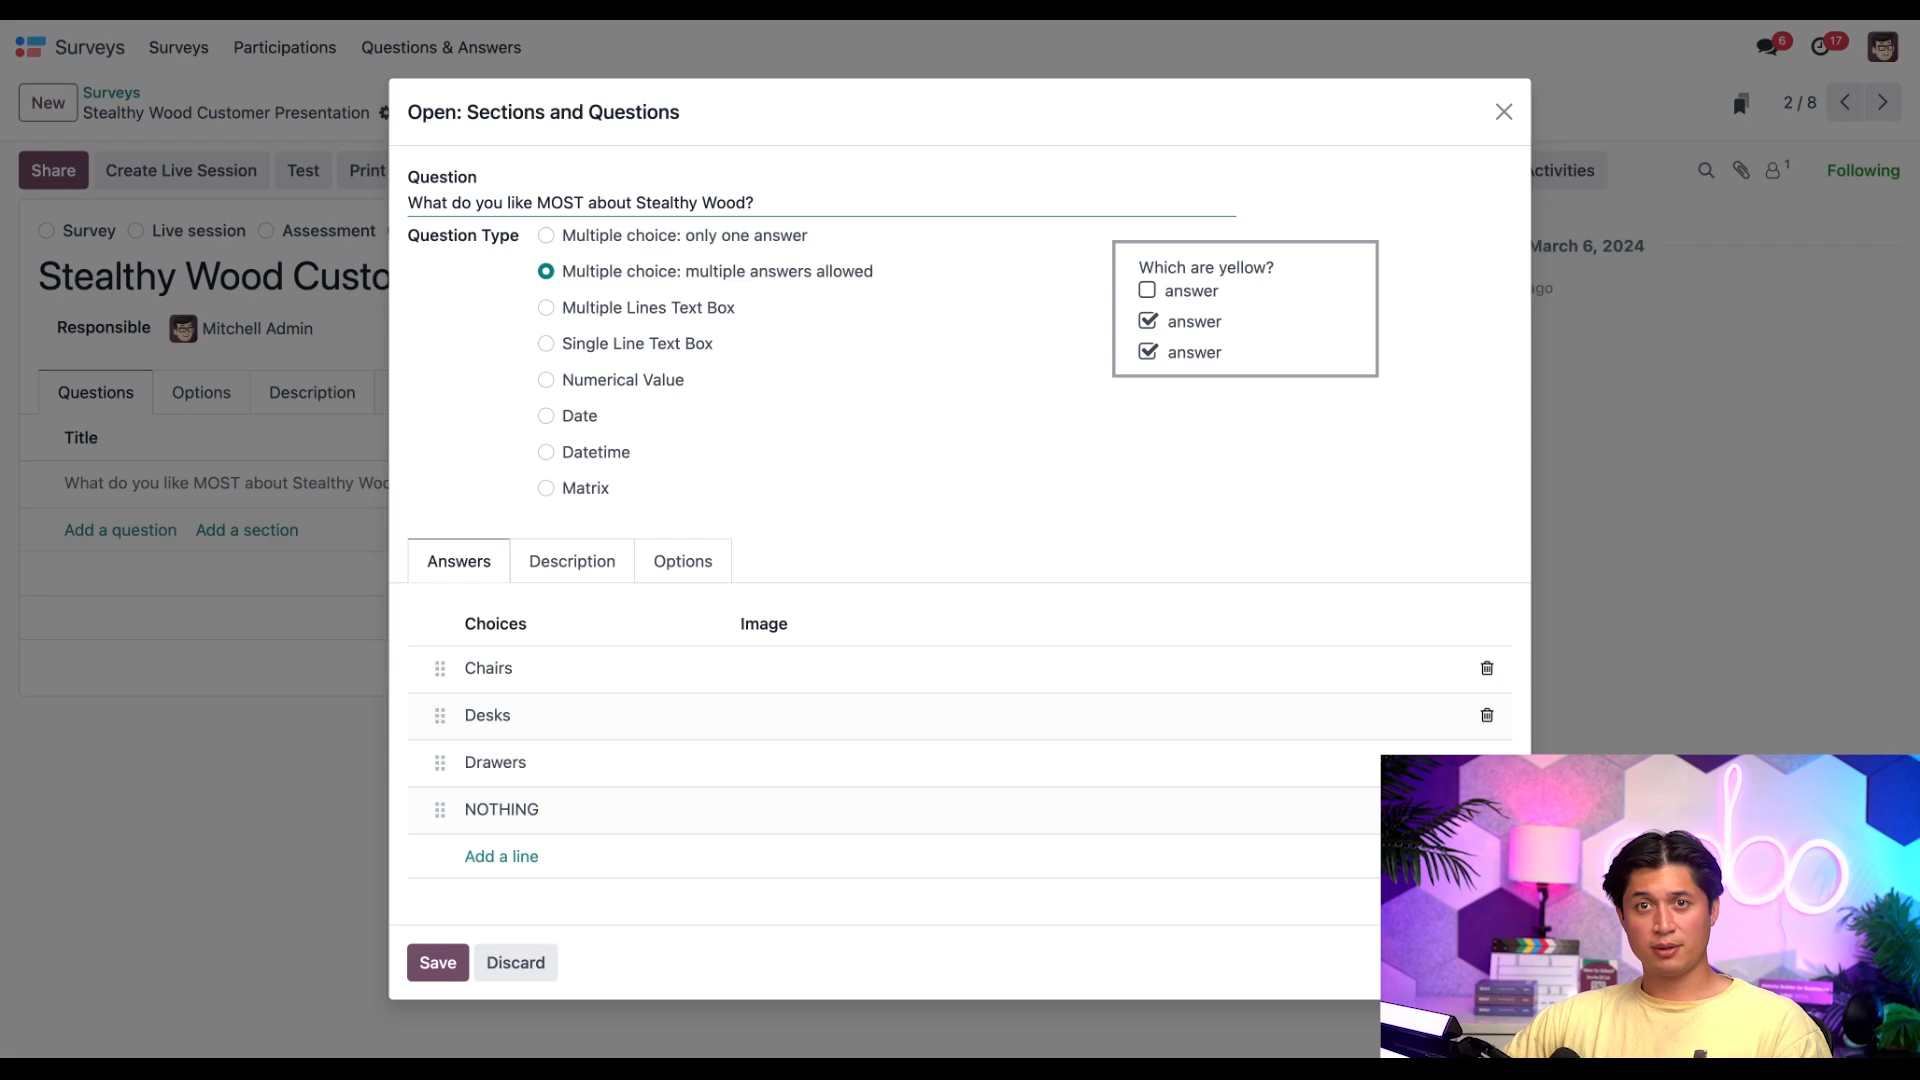 Surveys
Surveys
Participations
Questions & Answers
6
17
New
Surveys
Stealthy Wood Customer Presentation
2 / 8
Share
Create Live Session
Test
Print
Activities
1
Following
Open: Sections and Questions
Question
What do you like MOST about Stealthy Wood?
Question Type
Multiple choice: only one answer
Multiple choice: multiple answers allowed
Multiple Lines Text Box
Single Line Text Box
Numerical Value
Date
Datetime
Matrix
Which are yellow?
answer
answer
answer
Survey
Live session
Assessment
Stealthy Wood Custo
Responsible
Mitchell Admin
March 6, 2024
ago
Questions
Options
Description
Title
What do you like MOST about Stealthy Woo
Add a question
Add a section
Answers
Description
Options
Choices
Image
Chairs
Desks
Drawers
NOTHING
Add a line
Save
Discard
odoo